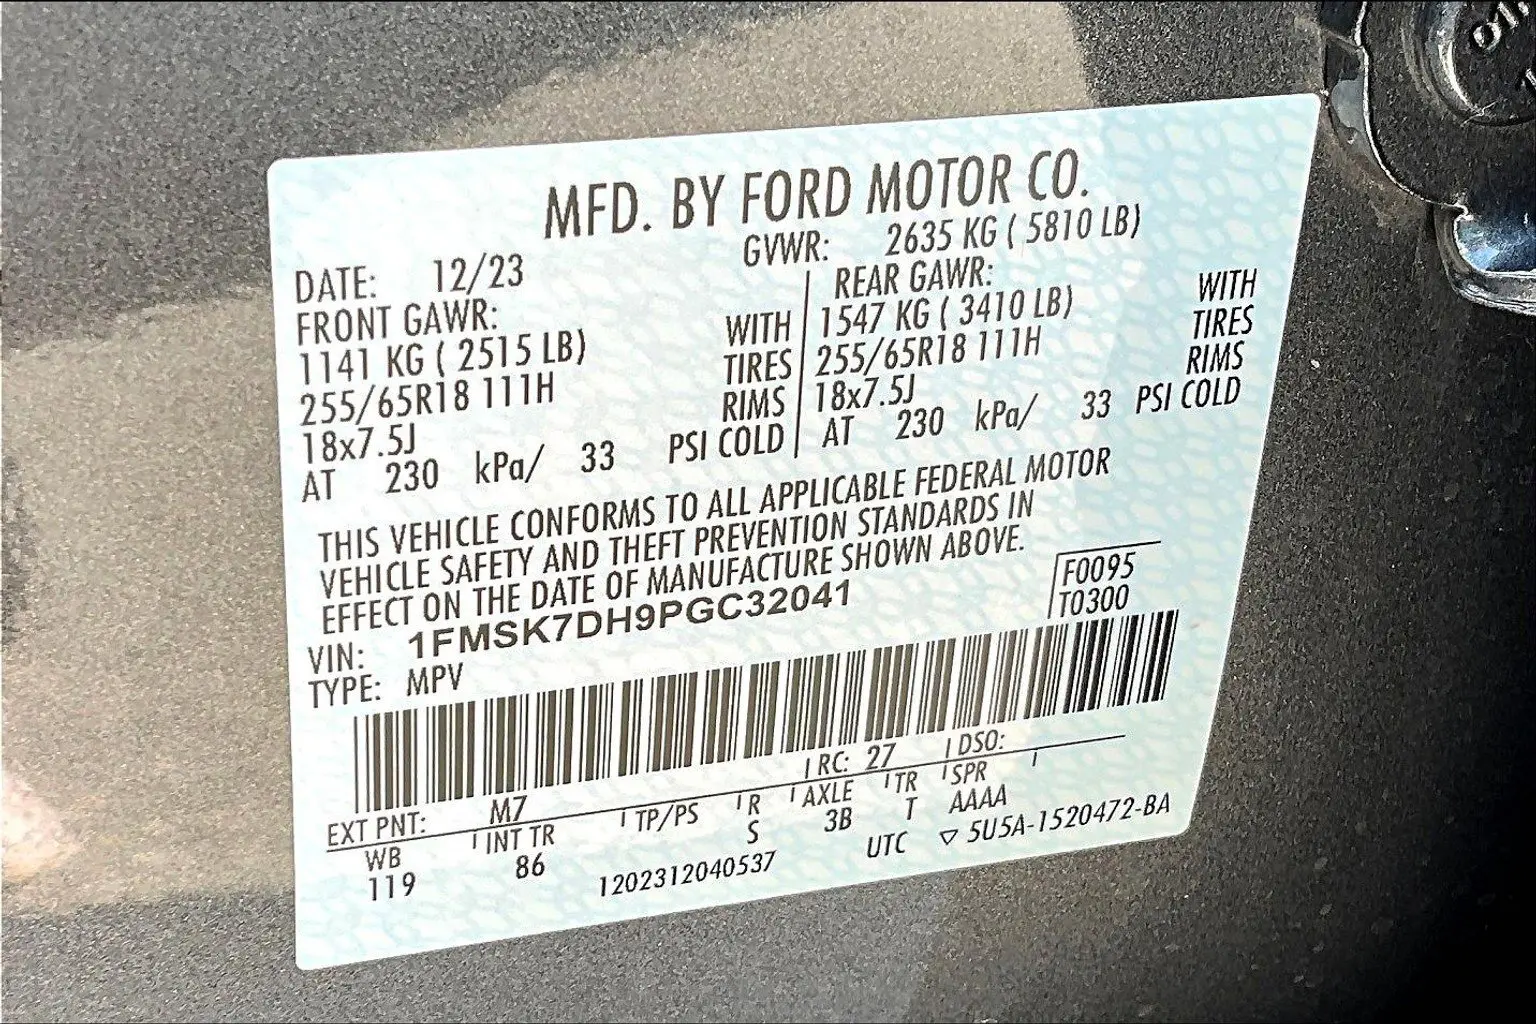 MFD. BY FORD MOTOR CO.
DATE: 12/23 GVWR: 2635 KG ( 5810 LB)
FRONT GAWR: REAR GAWR:
1141 KG ( 2515 LB) WITH 1547 KG ( 3410 LB) WITH
255/65R18 111H TIRES 255/65R18 111H TIRES
18x7.5J RIMS 18x7.5J RIMS
AT 230 kPa/ 33 PSI COLD AT 230 kPa/ 33 PSI COLD
THIS VEHICLE CONFORMS TO ALL APPLICABLE FEDERAL MOTOR
VEHICLE SAFETY AND THEFT PREVENTION STANDARDS IN
EFFECT ON THE DATE OF MANUFACTURE SHOWN ABOVE.
VIN: 1FMSK7DH9PGC32041 F0095
TYPE: MPV T0300
EXT PNT: M7 RC: 27 DSO:
WB INT TR TP/PS R AXLE TR SPR
119 86 S 3B T AAAA
1202312040537 UTC ▽ 5U5A-1520472-BA